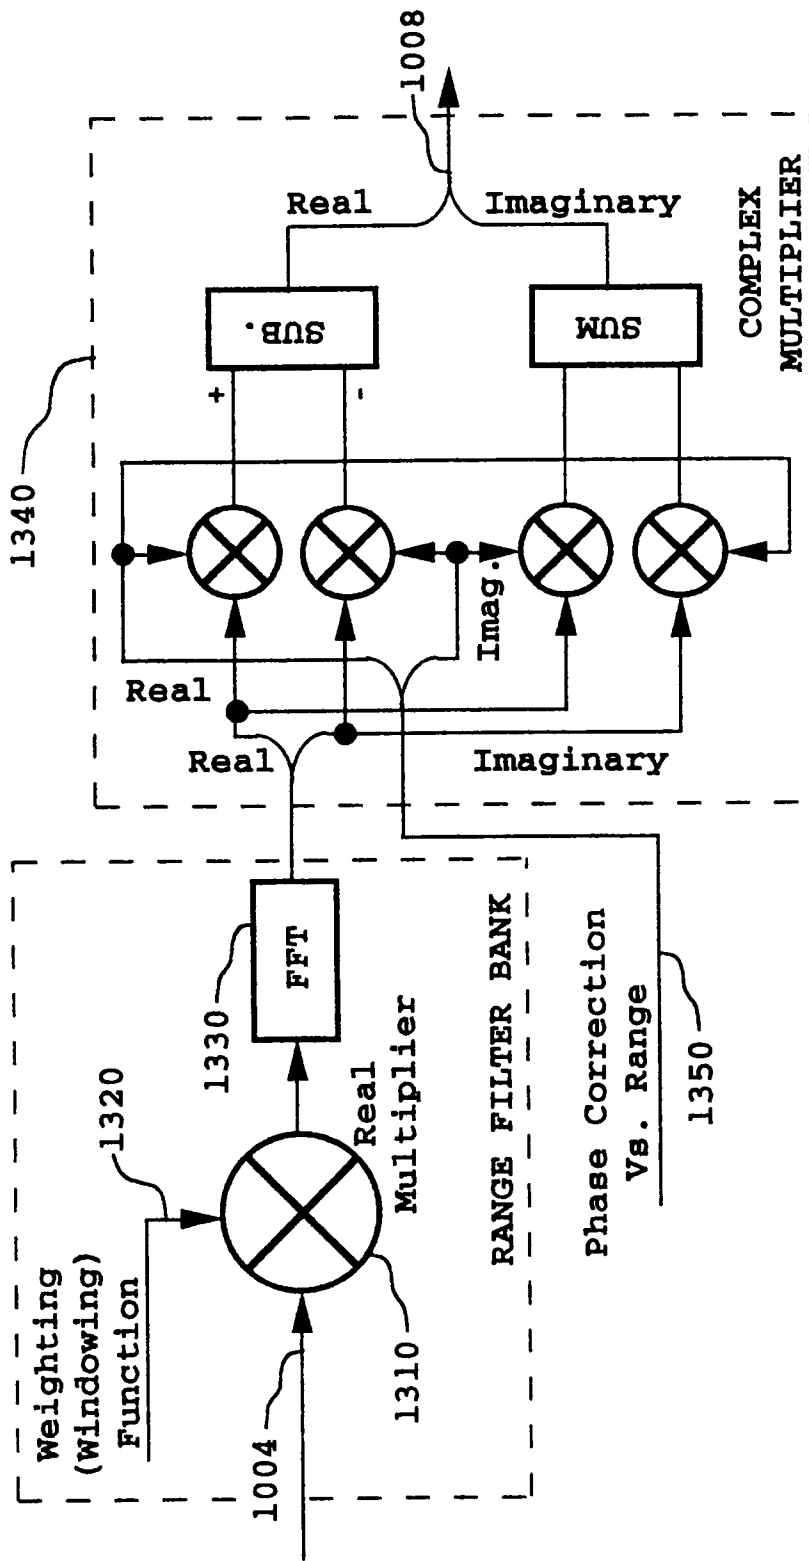 Weighting
(Windowing)
Function
1320
1004
1310
Real
Multiplier
1330
FFT
RANGE FILTER BANK
Phase Correction
Vs. Range
1350
1340
Real
Real
Imaginary
Imag.
+
-
SUB.
SUM
Real
Imaginary
1008
COMPLEX
MULTIPLIER